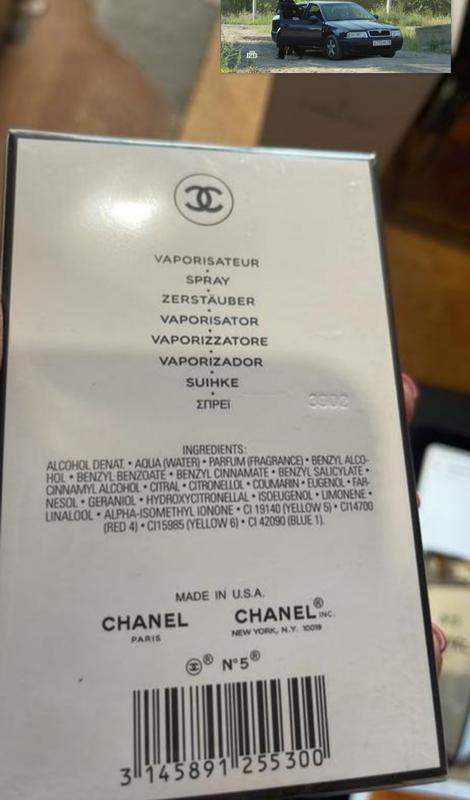 VAPORISATEUR
SPRAY
ZERSTÄUBER
VAPORISATOR
VAPORIZZATORE
VAPORIZADOR
SUIHKE
ΣΠΡΕΪ
3902
INGREDIENTS:
ALCOHOL DENAT. • AQUA (WATER) • PARFUM (FRAGRANCE) • BENZYL ALCO-
HOL • BENZYL BENZOATE • BENZYL CINNAMATE • BENZYL SALICYLATE •
CINNAMYL ALCOHOL • CITRAL • CITRONELLOL • COUMARIN • EUGENOL • FAR-
NESOL • GERANIOL • HYDROXYCITRONELLAL • ISOEUGENOL • LIMONENE •
LINALOOL • ALPHA-ISOMETHYL IONONE • CI 19140 (YELLOW 5) • CI14700
(RED 4) • CI15985 (YELLOW 6) • CI 42090 (BLUE 1).
MADE IN U.S.A.
CHANEL CHANEL® INC.
PARIS NEW YORK, N.Y. 10019
® N°5®
3 145891 255300